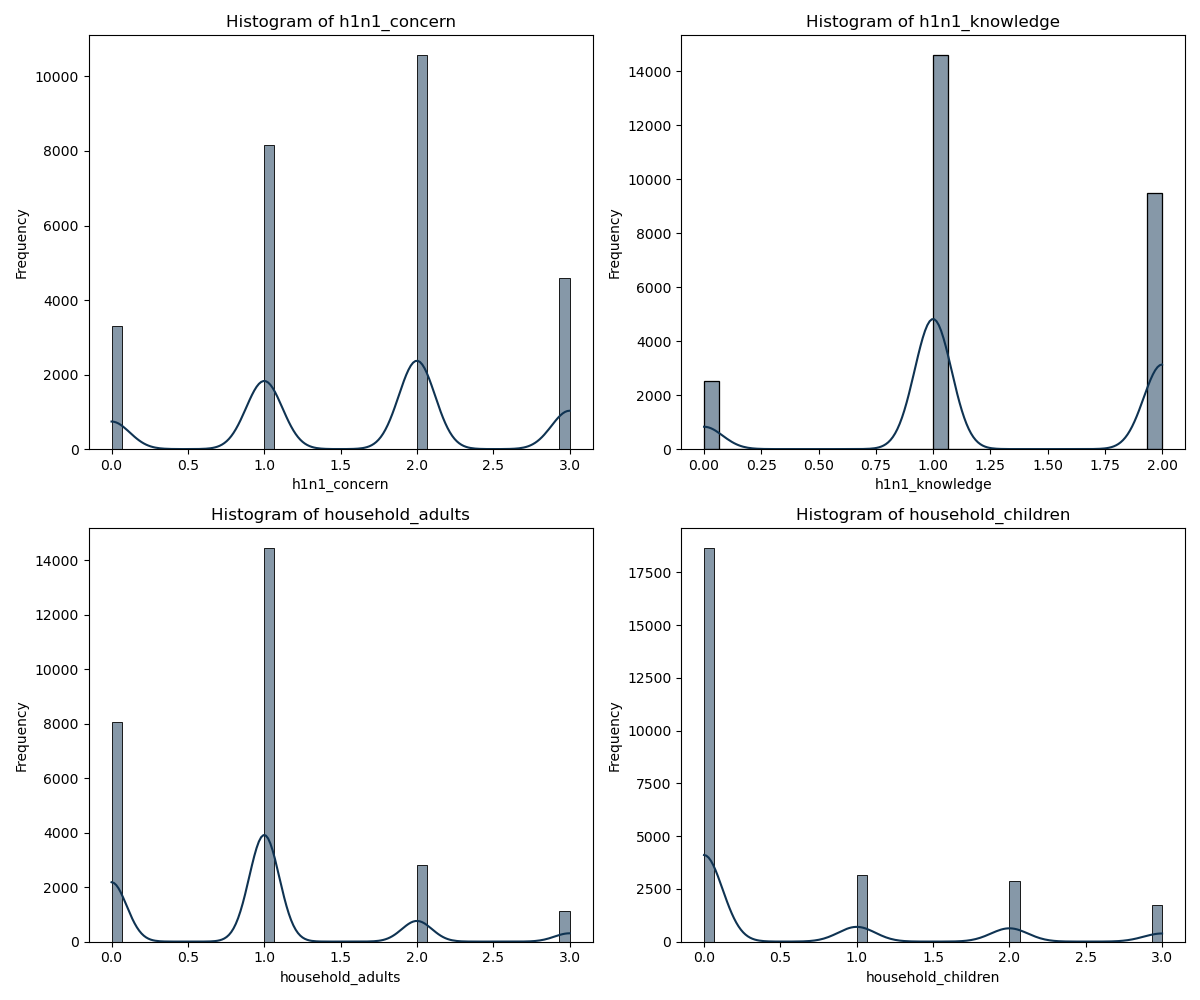 Histogram of h1n1_concern
Frequency
10000
8000
6000
4000
2000
0
0.0 0.5 1.0 1.5 2.0 2.5 3.0
h1n1_concern
Histogram of h1n1_knowledge
Frequency
14000
12000
10000
8000
6000
4000
2000
0
0.00 0.25 0.50 0.75 1.00 1.25 1.50 1.75 2.00
h1n1_knowledge
Histogram of household_adults
Frequency
14000
12000
10000
8000
6000
4000
2000
0
0.0 0.5 1.0 1.5 2.0 2.5 3.0
household_adults
Histogram of household_children
Frequency
17500
15000
12500
10000
7500
5000
2500
0
0.0 0.5 1.0 1.5 2.0 2.5 3.0
household_children